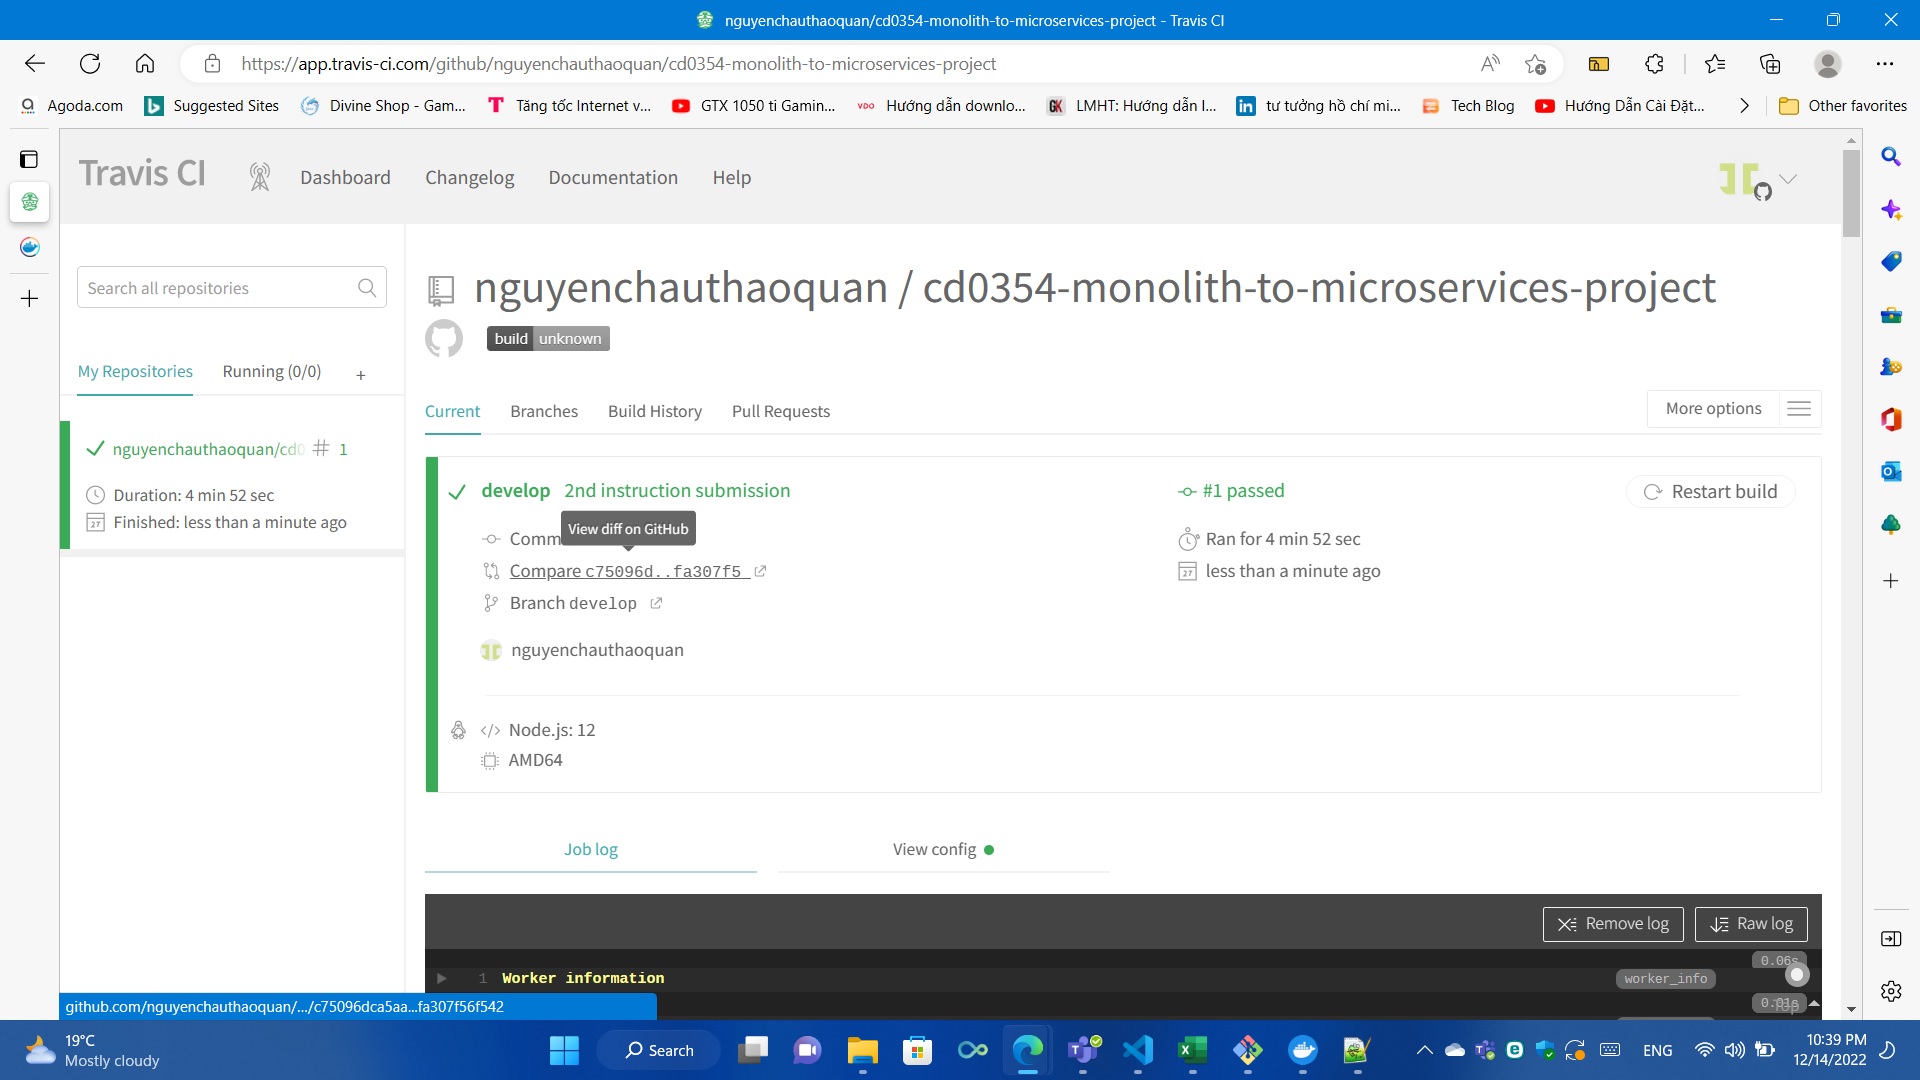 nguyenchauthaoquan/cd0354-monolith-to-microservices-project - Travis CI
https://app.travis-ci.com/github/nguyenchauthaoquan/cd0354-monolith-to-microservices-project
Agoda.com Suggested Sites Divine Shop - Gam... Tăng tốc Internet v... GTX 1050 ti Gamin... VDO Hướng dẫn downlo... GK LMHT: Hướng dẫn I... tư tưởng hồ chí mi... Tech Blog Hướng Dẫn Cài Đặt... Other favorites
Travis CI Dashboard Changelog Documentation Help
Search all repositories
My Repositories Running (0/0) +
nguyenchauthaoquan/cd0 # 1
Duration: 4 min 52 sec
Finished: less than a minute ago
nguyenchauthaoquan / cd0354-monolith-to-microservices-project
build unknown
Current Branches Build History Pull Requests More options
develop 2nd instruction submission #1 passed Restart build
View diff on GitHub
Comm Ran for 4 min 52 sec
Compare c75096d..fa307f5 less than a minute ago
Branch develop
nguyenchauthaoquan
Node.js: 12
AMD64
Job log View config
Remove log Raw log
0.06s
1 Worker information worker_info
0.01s
Top
github.com/nguyenchauthaoquan/.../c75096dca5aa...fa307f56f542
19°C
Mostly cloudy
Search
ENG
10:39 PM
12/14/2022